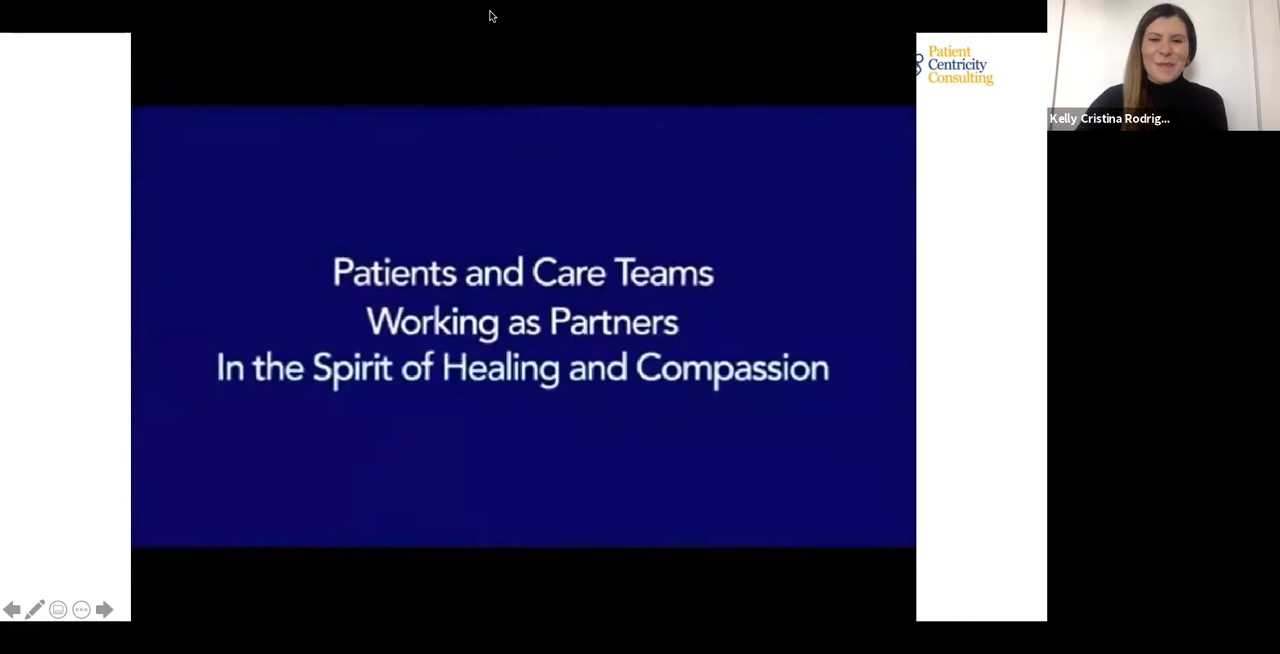 Patient
Centricity
Consulting
Kelly Cristina Rodrig...
Patients and Care Teams
Working as Partners
In the Spirit of Healing and Compassion